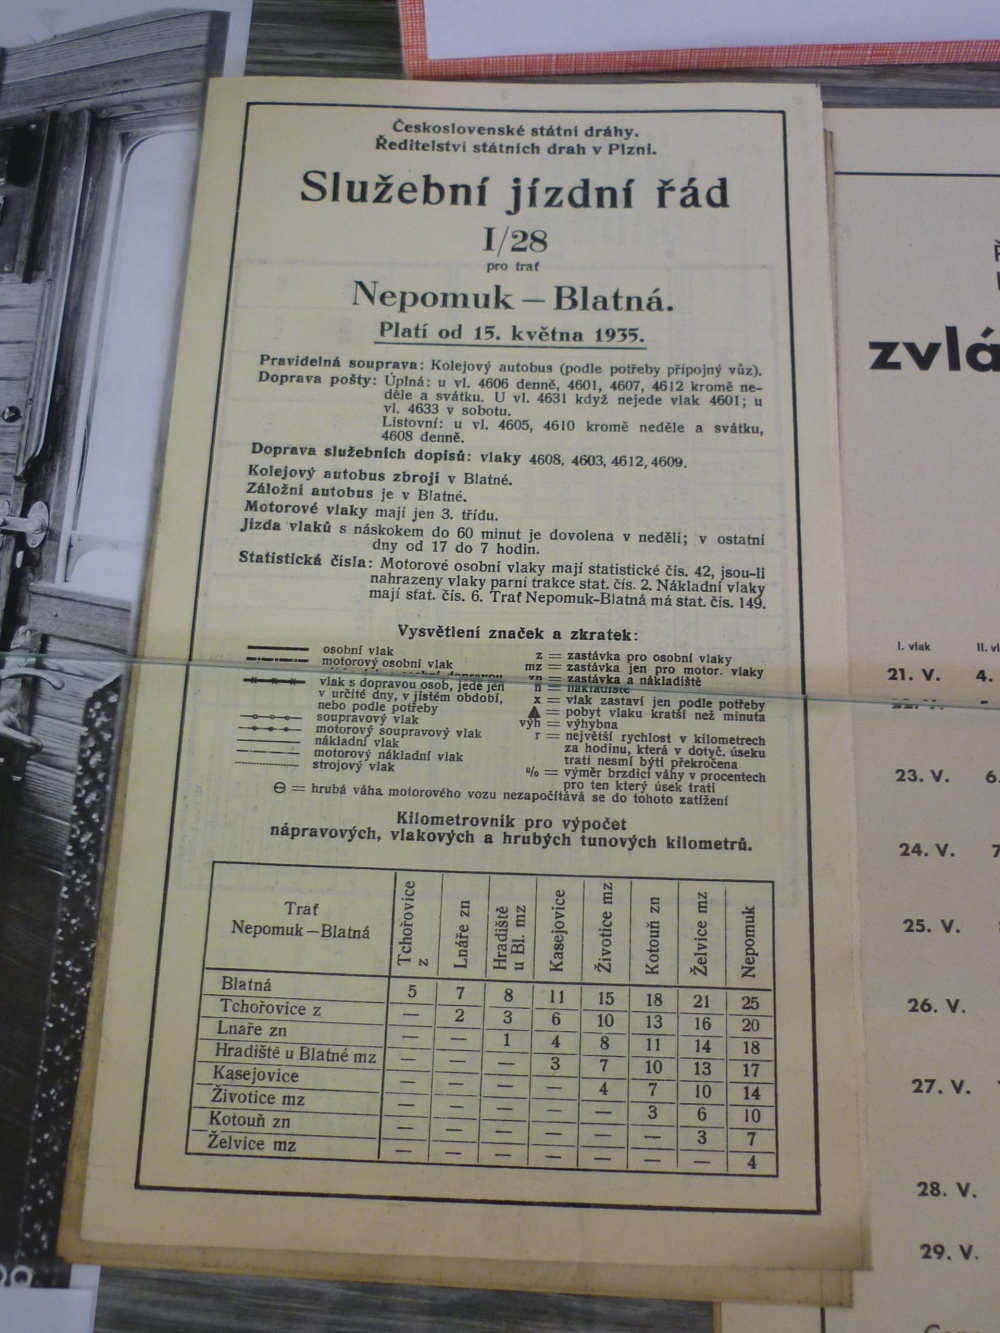 Československé státní dráhy.
Ředitelství státních drah v Plzni.
Služební jízdní řád
I/28
pro trať
Nepomuk — Blatná.
Platí od 15. května 1935.
Pravidelná souprava: Kolejový autobus (podle potřeby přípojný vůz).
Doprava pošty: Úplná: u vl. 4606 denně, 4601, 4607, 4612 kromě ne-
děle a svátku. U vl. 4631 když nejede vlak 4601; u
vl. 4633 v sobotu.
Listovní: u vl. 4605, 4610 kromě neděle a svátku,
4608 denně.
Doprava služebních dopisů: vlaky 4608, 4603, 4612, 4609.
Kolejový autobus zbrojí v Blatné.
Záložní autobus je v Blatné.
Motorové vlaky mají jen 3. třídu.
Jízda vlaků s náskokem do 60 minut je dovolena v neděli; v ostatní
dny od 17 do 7 hodin.
Statistická čísla: Motorové osobní vlaky mají statistické čís. 42, jsou-li
nahrazeny vlaky parní trakce stat. čís. 2. Nákladní vlaky
mají stat. čís. 6. Trať Nepomuk-Blatná má stat. čís. 149.
Vysvětlení značek a zkratek:
osobní vlak
motorový osobní vlak
vlak s dopravou osob, jede jen
v určité dny, v jistém období,
nebo podle potřeby
soupravový vlak
motorový soupravový vlak
nákladní vlak
motorový nákladní vlak
strojový vlak
z = zastávka pro osobní vlaky
mz = zastávka jen pro motor. vlaky
zn = zastávka a nákladiště
n = nákladiště
x = vlak zastaví jen podle potřeby
▲ = pobyt vlaku kratší než minuta
výh = výhybna
r = největší rychlost v kilometrech
za hodinu, která v dotyč. úseku
trati nesmí býti překročena
% = výměr brzdicí váhy v procentech
pro ten který úsek trati
⊖ = hrubá váha motorového vozu nezapočítává se do tohoto zatížení
Kilometrovník pro výpočet
nápravových, vlakových a hrubých tunových kilometrů.
Trať
Nepomuk—Blatná
Tchořovice z
Lnáře zn
Hradiště u Bl. mz
Kasejovice
Životice mz
Kotouň zn
Želvice mz
Nepomuk
Blatná 5 7 8 11 15 18 21 25
Tchořovice z — 2 3 6 10 13 16 20
Lnaře zn — — 1 4 8 11 14 18
Hradiště u Blatné mz — — — 3 7 10 13 17
Kasejovice — — — — 4 7 10 14
Životice mz — — — — — 3 6 10
Kotouň zn — — — — — — 3 7
Želvice mz — — — — — — — 4
zvlá
I. vlak
II. vl
21. V.
4.
22. V.
23. V.
6.
24. V.
7
25. V.
26. V.
27. V.
28. V.
29. V.